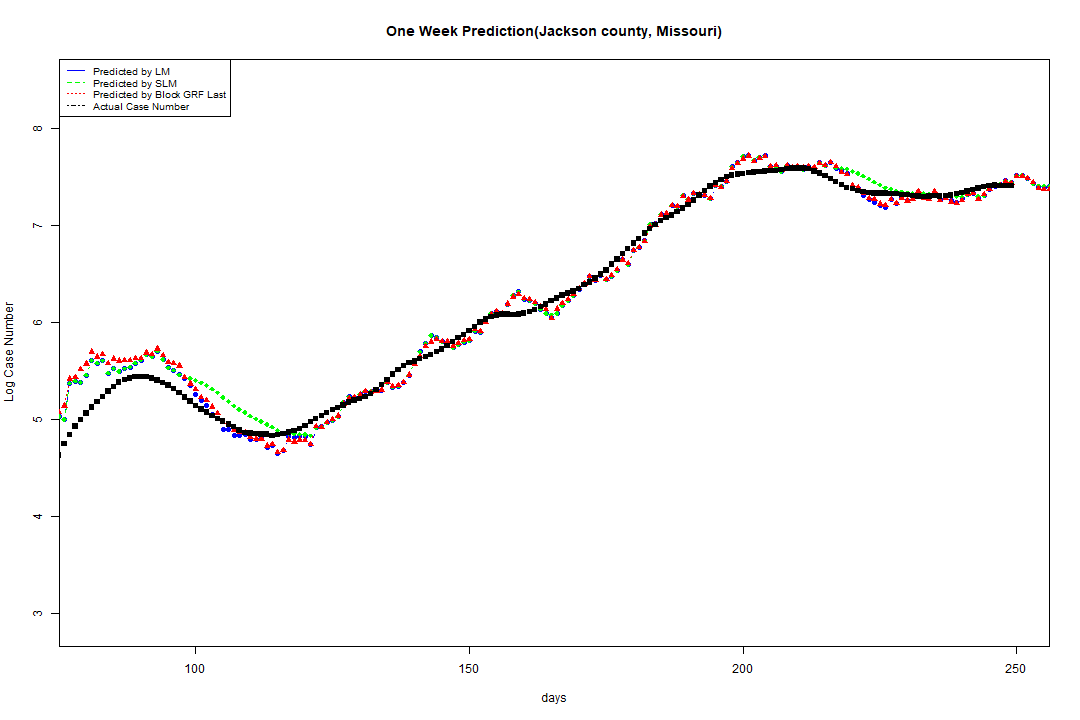 One Week Prediction(Jackson county, Missouri)
Predicted by LM
Predicted by SLM
Predicted by Block GRF Last
Actual Case Number
8
7
6
5
4
3
Log Case Number
100 150 200 250
days